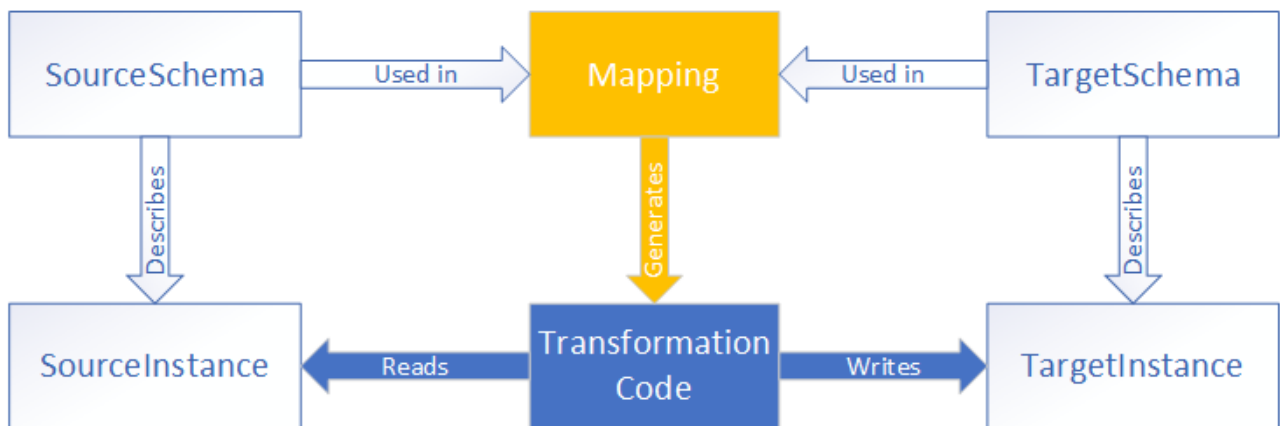 SourceSchema
Used in
Mapping
Used in
TargetSchema
Describes
Generates
Describes
SourceInstance
Reads
Transformation
Code
Writes
TargetInstance